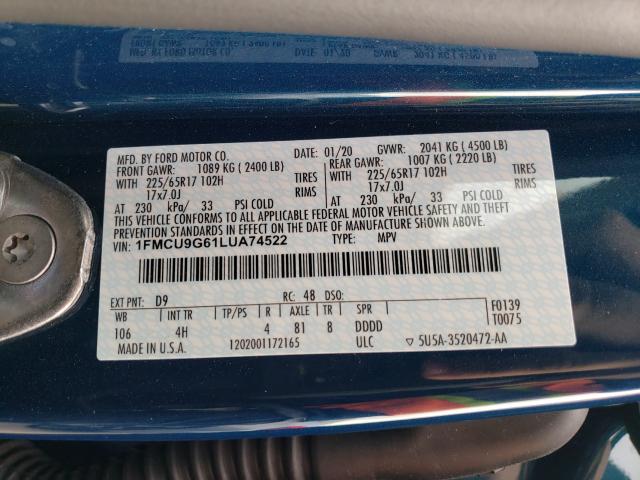 MFD. BY FORD MOTOR CO.
DATE: 01/20 GVWR: 2041 KG ( 4500 LB)
FRONT GAWR: 1089 KG ( 2400 LB) REAR GAWR: 1007 KG ( 2220 LB)
WITH 225/65R17 102H TIRES WITH 225/65R17 102H TIRES
17x7.0J RIMS 17x7.0J RIMS
AT 230 kPa/ 33 PSI COLD AT 230 kPa/ 33 PSI COLD
THIS VEHICLE CONFORMS TO ALL APPLICABLE FEDERAL MOTOR VEHICLE SAFETY AND THEFT
PREVENTION STANDARDS IN EFFECT ON THE DATE OF MANUFACTURE SHOWN ABOVE.
VIN: 1FMCU9G61LUA74522 TYPE: MPV
EXT PNT: D9 RC: 48 DSO:
WB INT TR TP/PS R AXLE TR SPR F0139
106 4H 4 81 8 DDDD T0075
MADE IN U.S.A. 1202001172165 ULC ▽ 5U5A-3520472-AA